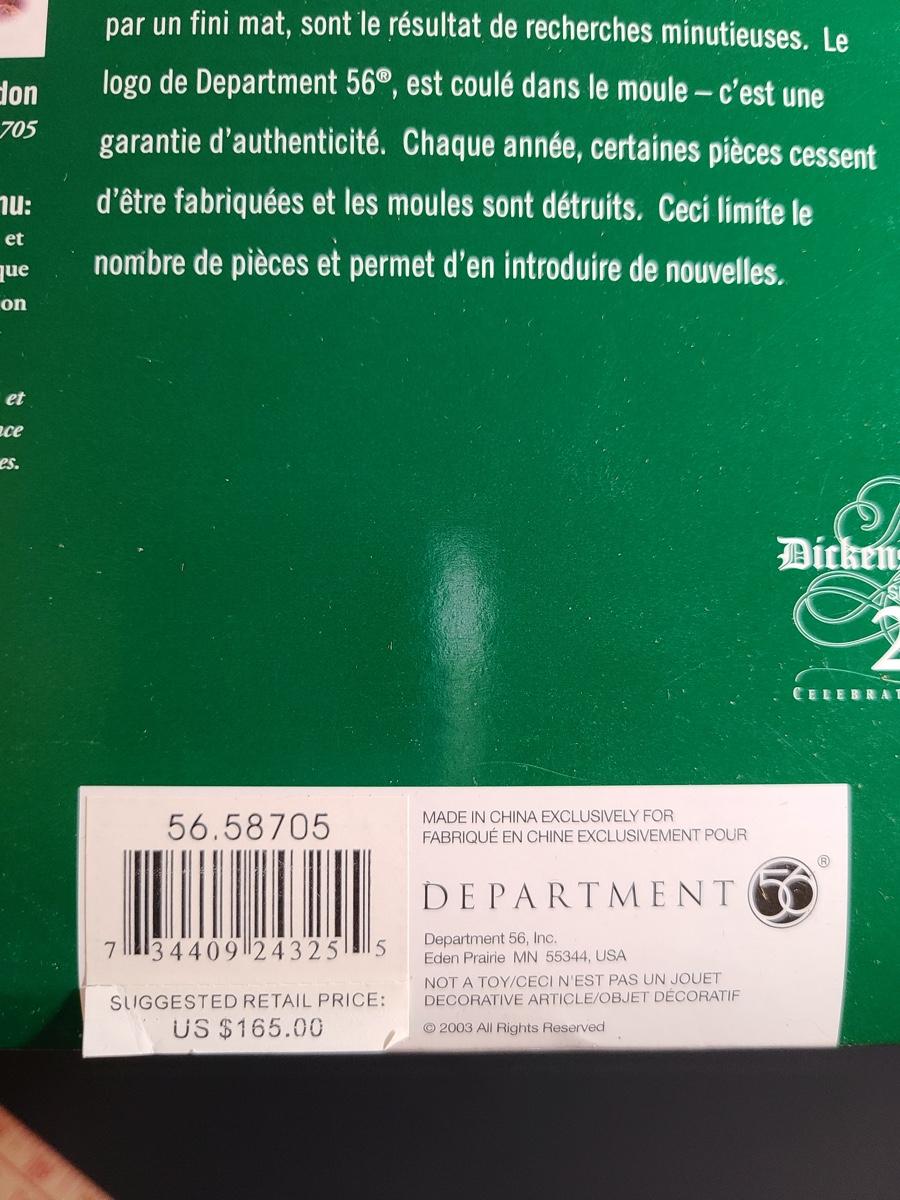 par un fini mat, sont le résultat de recherches minutieuses. Le
logo de Department 56®, est coulé dans le moule – c'est une
garantie d'authenticité. Chaque année, certaines pièces cessent
d'être fabriquées et les moules sont détruits. Ceci limite le
nombre de pièces et permet d'en introduire de nouvelles.
don
705
nu:
et
que
on
et
nce
es.
Dickens
2
CELEBRAT
56.58705
7 34409 24325 5
SUGGESTED RETAIL PRICE:
US $165.00
MADE IN CHINA EXCLUSIVELY FOR
FABRIQUÉ EN CHINE EXCLUSIVEMENT POUR
DEPARTMENT 56 ®
Department 56, Inc.
Eden Prairie MN 55344, USA
NOT A TOY/CECI N'EST PAS UN JOUET
DECORATIVE ARTICLE/OBJET DÉCORATIF
© 2003 All Rights Reserved